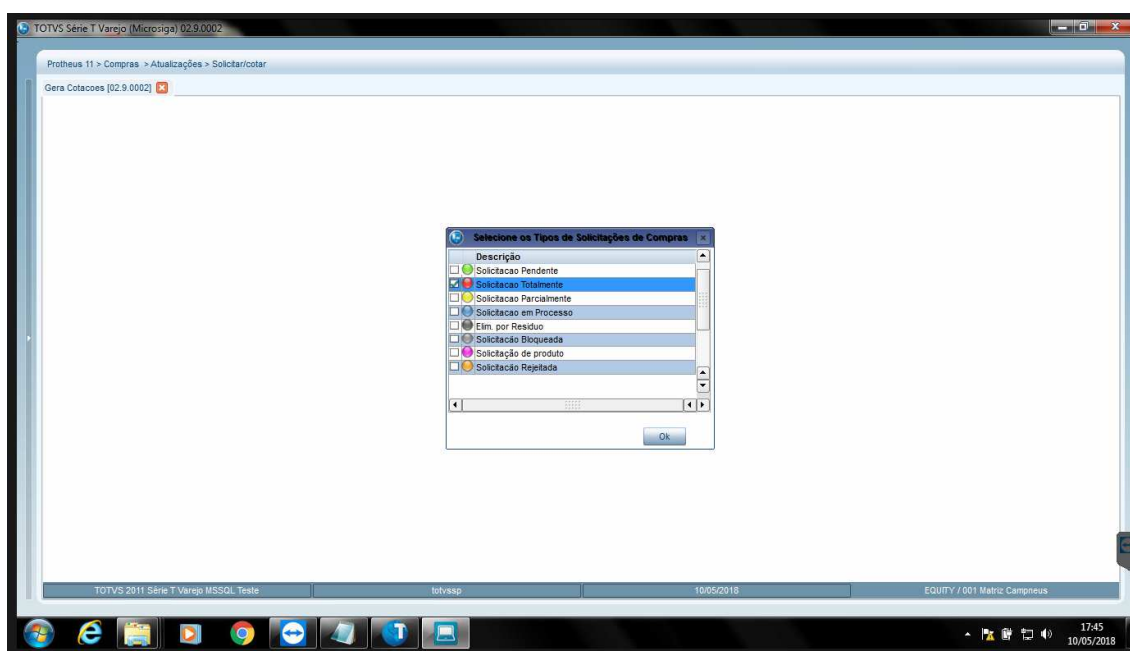 TOTVS Série T Varejo (Microsiga) 02.9.0002
Protheus 11 > Compras > Atualizações > Solicitar/cotar
Gera Cotacoes [02.9.0002]
Selecione os Tipos de Solicitações de Compras
Descrição
Solicitacao Pendente
Solicitacao Totalmente
Solicitacao Parcialmente
Solicitacao em Processo
Elim. por Residuo
Solicitacão Bloqueada
Solicitação de produto
Solicitacão Rejeitada
Ok
TOTVS 2011 Série T Varejo MSSQL Teste totvssp 10/05/2018 EQUITY / 001 Matriz Campneus
17:45
10/05/2018